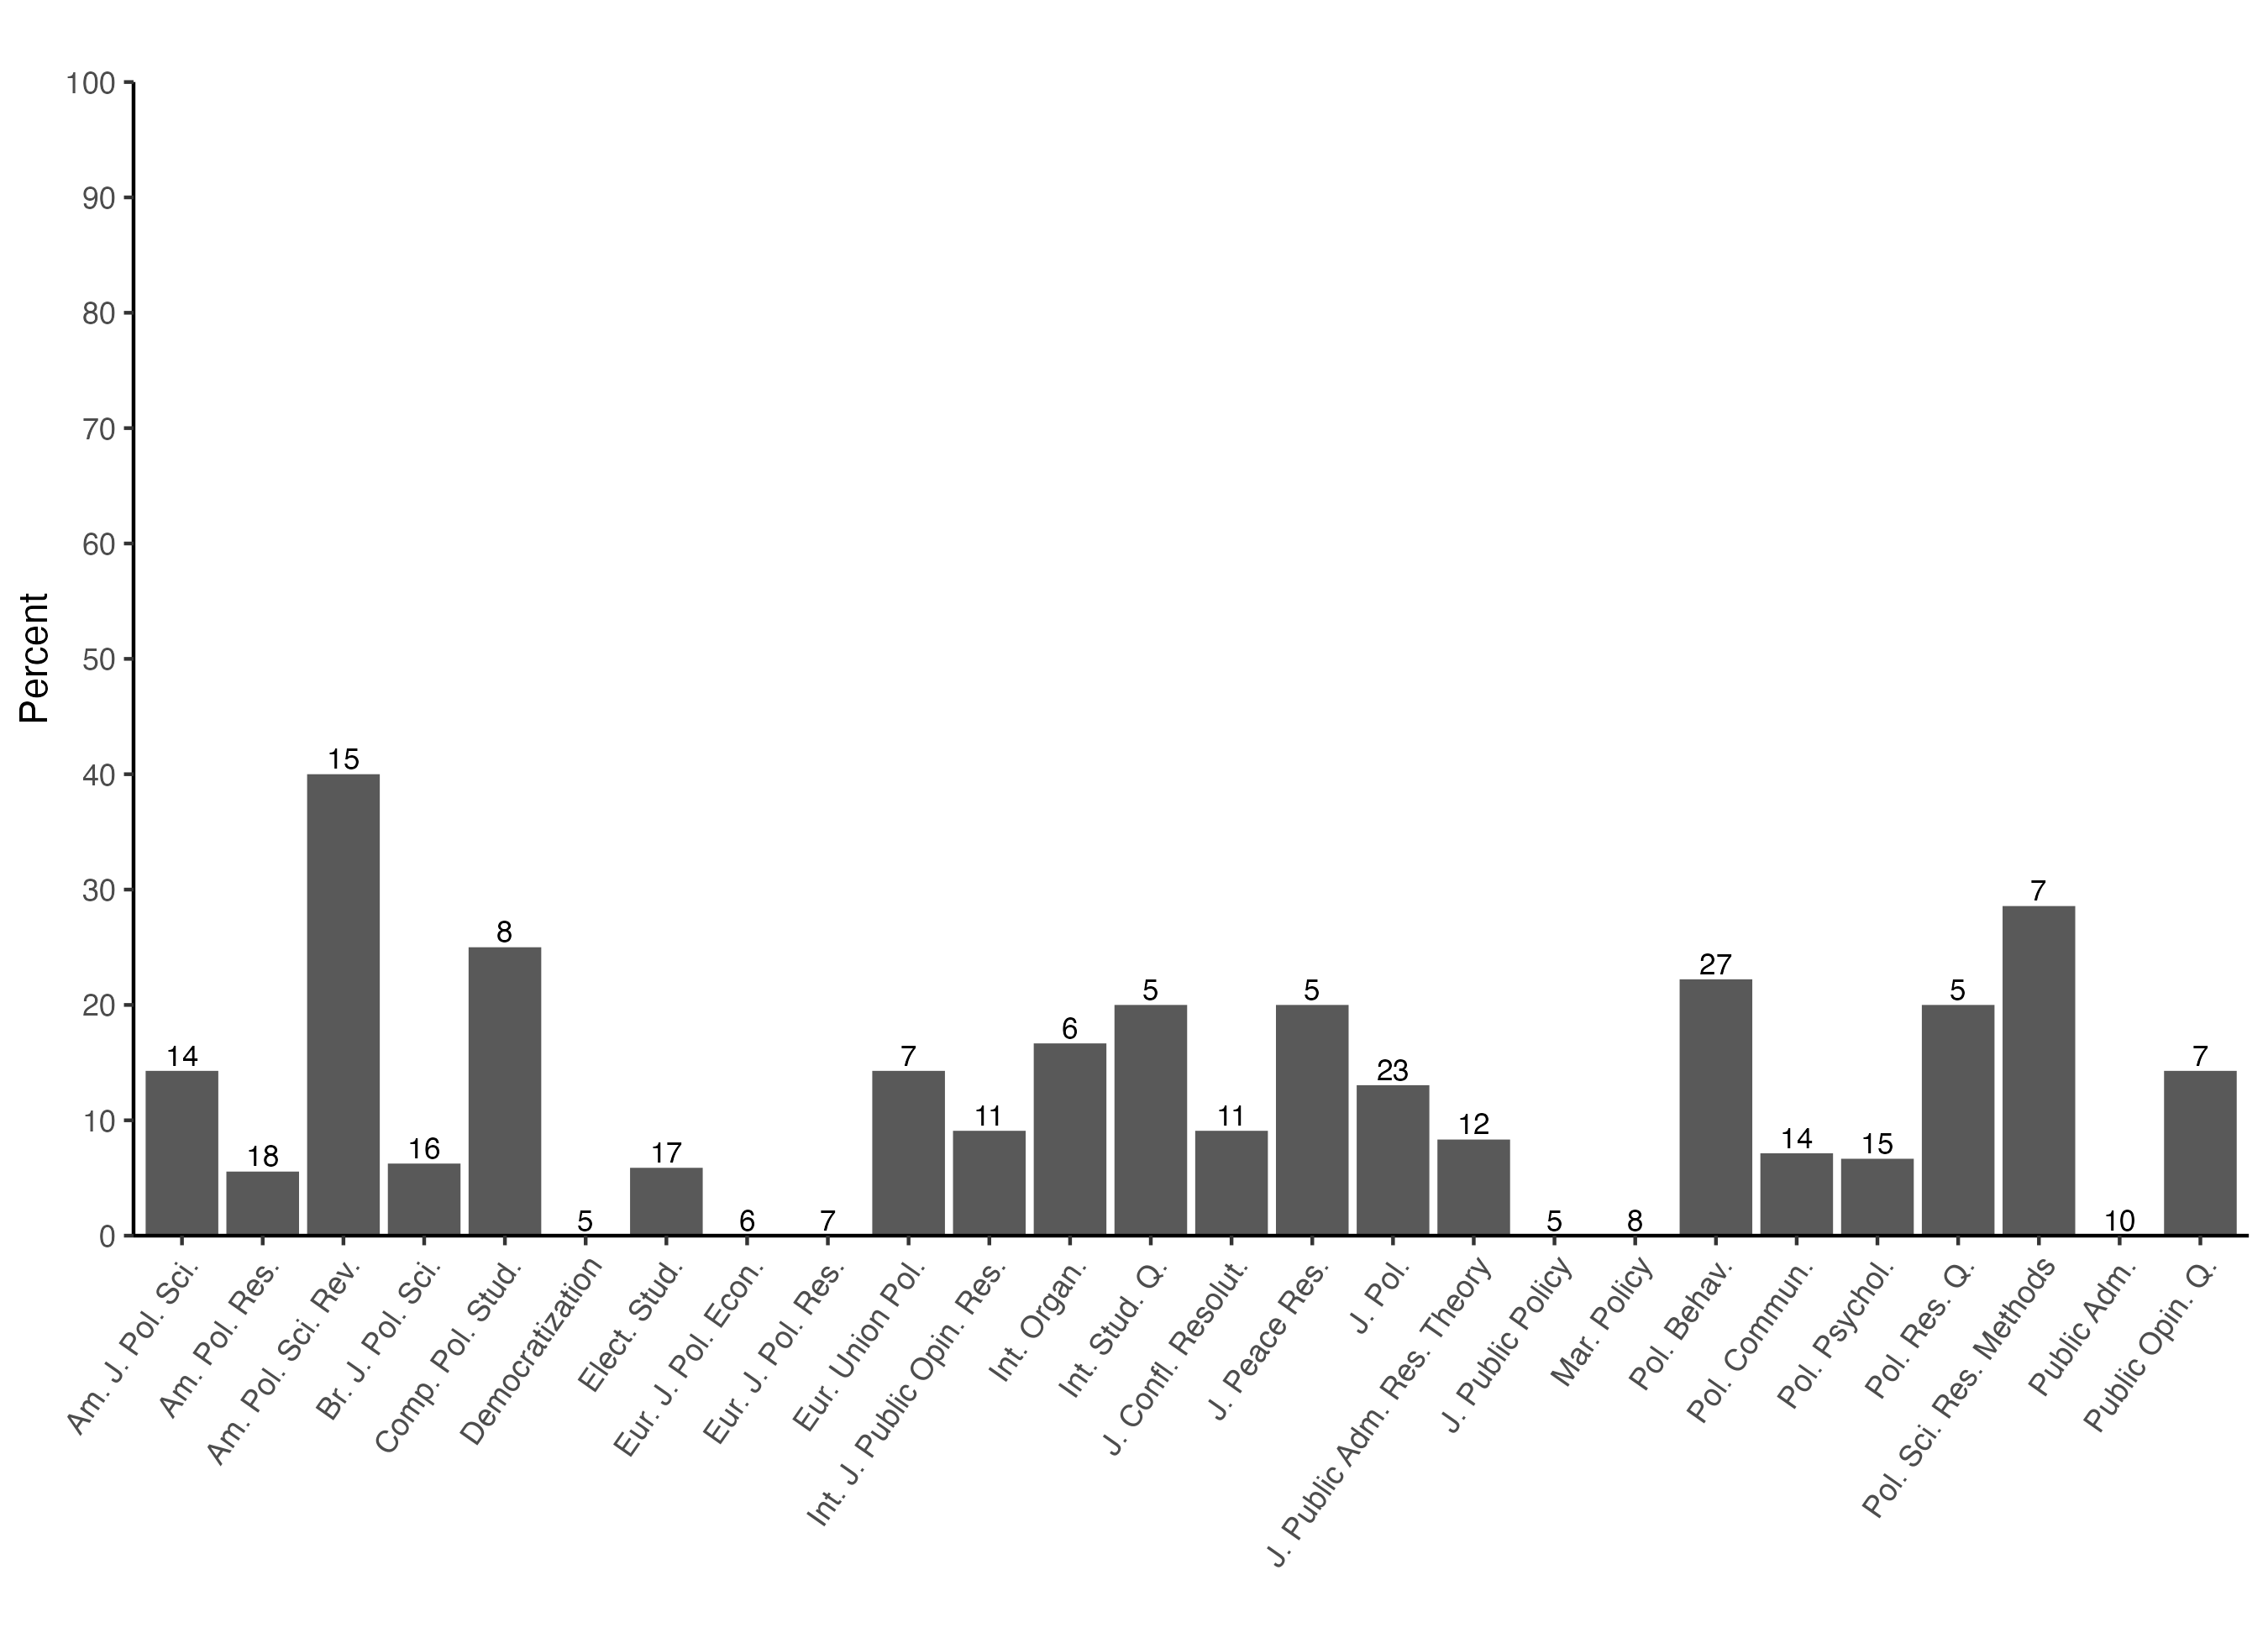 Percent
100
90
80
70
60
50
40
30
20
10
0
14
18
15
16
8
5
17
6
7
7
11
6
5
11
5
23
12
5
8
27
14
15
5
7
10
7
Am. J. Pol. Sci.
Am. Pol. Res.
Am. Pol. Sci. Rev.
Br. J. Pol. Sci.
Comp. Pol. Stud.
Democratization
Elect. Stud.
Eur. J. Pol. Econ.
Eur. J. Pol. Res.
Eur. Union Pol.
Int. J. Public Opin. Res.
Int. Organ.
Int. Stud. Q.
J. Confl. Resolut.
J. Peace Res.
J. Pol.
J. Public Adm. Res. Theory
J. Public Policy
Mar. Policy
Pol. Behav.
Pol. Commun.
Pol. Psychol.
Pol. Res. Q.
Pol. Sci. Res. Methods
Public Adm.
Public Opin. Q.